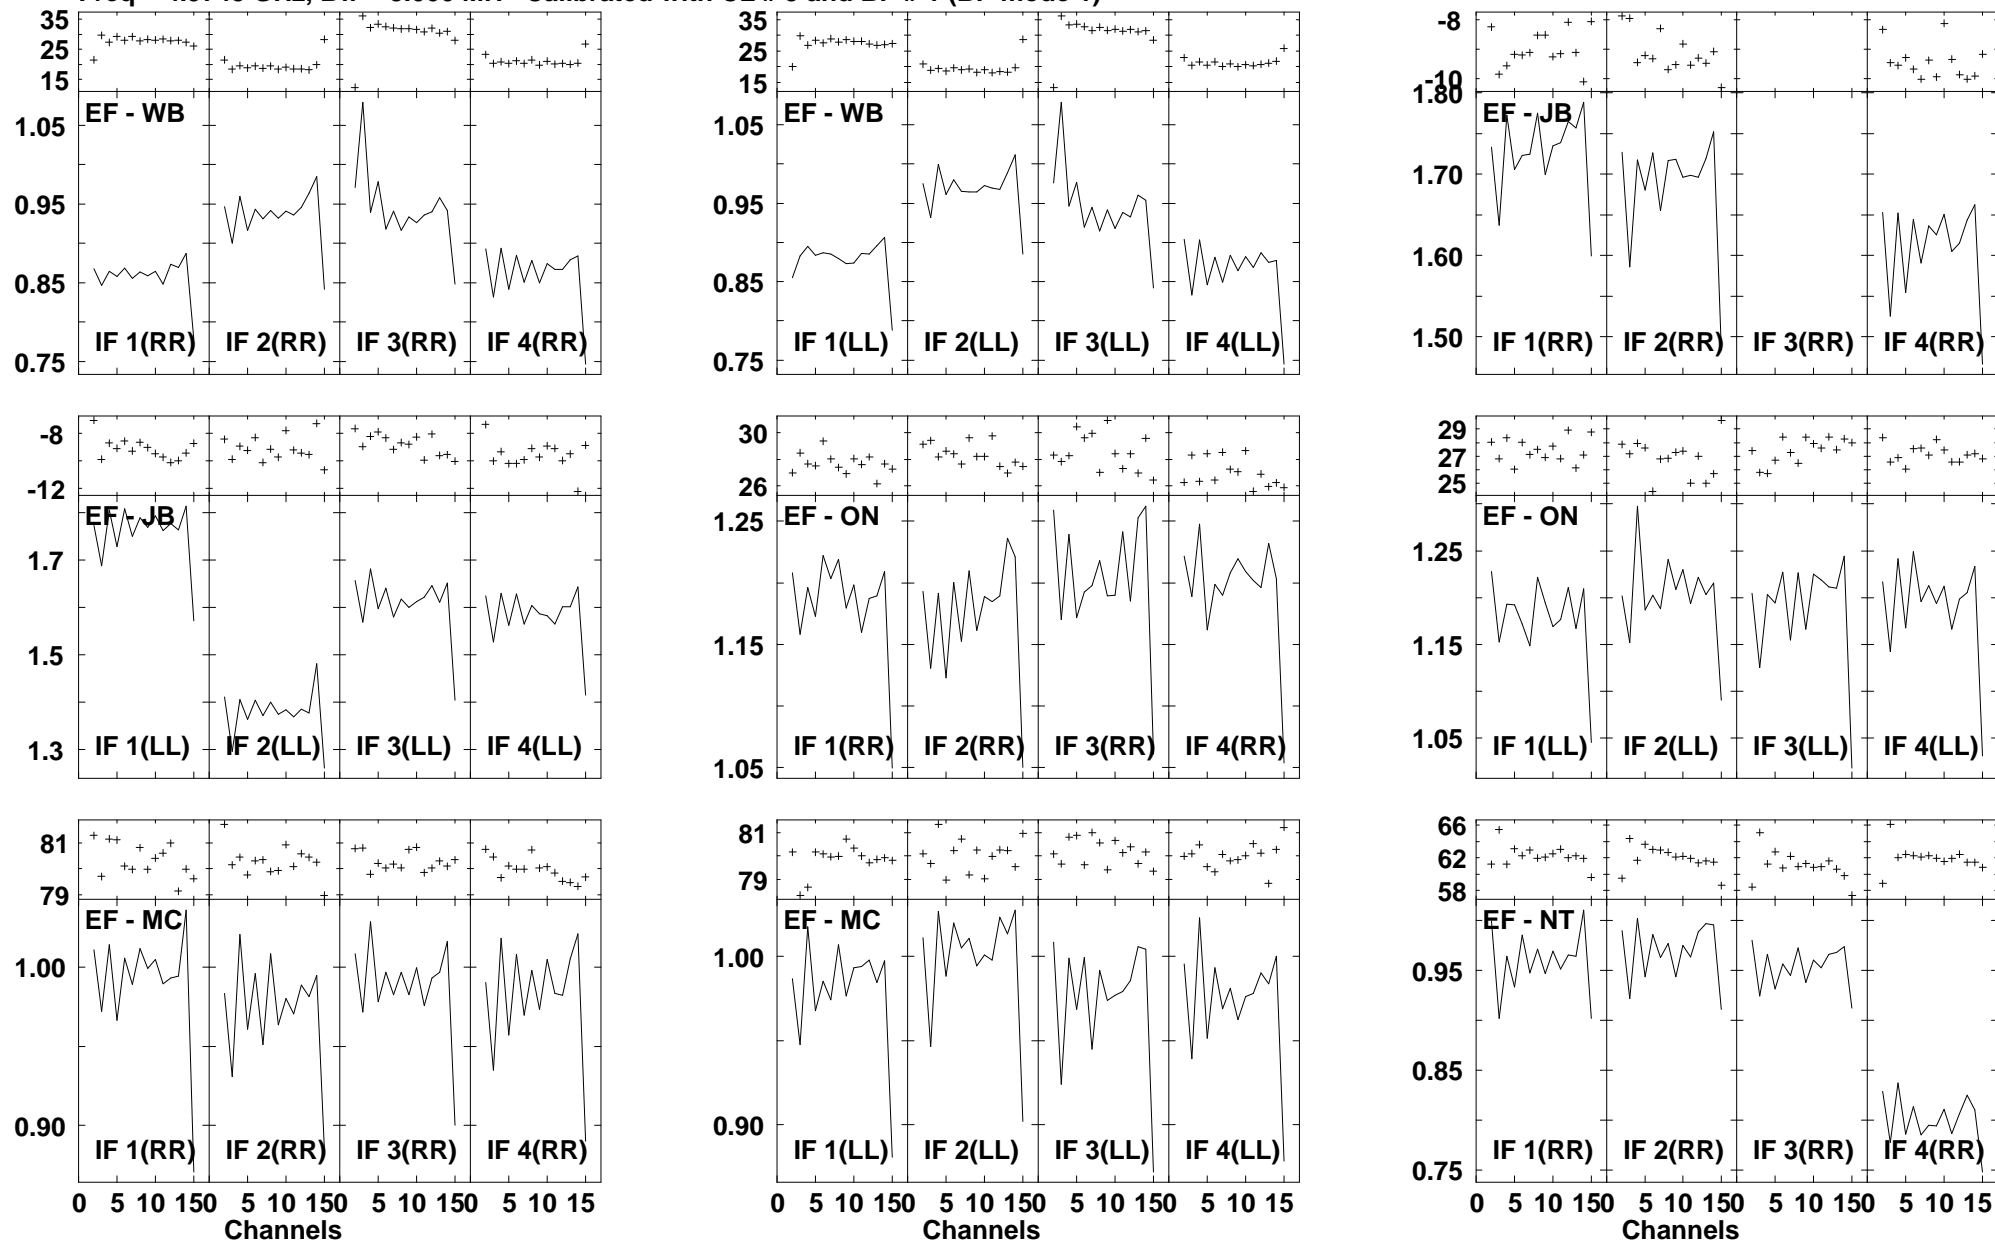 35 25 15
35 25 15
-8 -10
EF - WB
1.05 0.95 0.85 0.75
IF 1(RR) IF 2(RR) IF 3(RR) IF 4(RR)
EF - WB
1.05 0.95 0.85 0.75
IF 1(LL) IF 2(LL) IF 3(LL) IF 4(LL)
EF - JB
1.80 1.70 1.60 1.50
IF 1(RR) IF 2(RR) IF 3(RR) IF 4(RR)
-8 -12
30 26
29 27 25
EF - JB
1.7 1.5 1.3
IF 1(LL) IF 2(LL) IF 3(LL) IF 4(LL)
EF - ON
1.25 1.15 1.05
IF 1(RR) IF 2(RR) IF 3(RR) IF 4(RR)
EF - ON
1.25 1.15 1.05
IF 1(LL) IF 2(LL) IF 3(LL) IF 4(LL)
81 79
81 79
66 62 58
EF - MC
1.00 0.90
IF 1(RR) IF 2(RR) IF 3(RR) IF 4(RR)
EF - MC
1.00 0.90
IF 1(LL) IF 2(LL) IF 3(LL) IF 4(LL)
EF - NT
0.95 0.85 0.75
IF 1(RR) IF 2(RR) IF 3(RR) IF 4(RR)
0 5 10 150 5 10 150 5 10 150 5 10 15
0 5 10 150 5 10 150 5 10 150 5 10 15
0 5 10 150 5 10 150 5 10 150 5 10 15
Channels
Channels
Channels